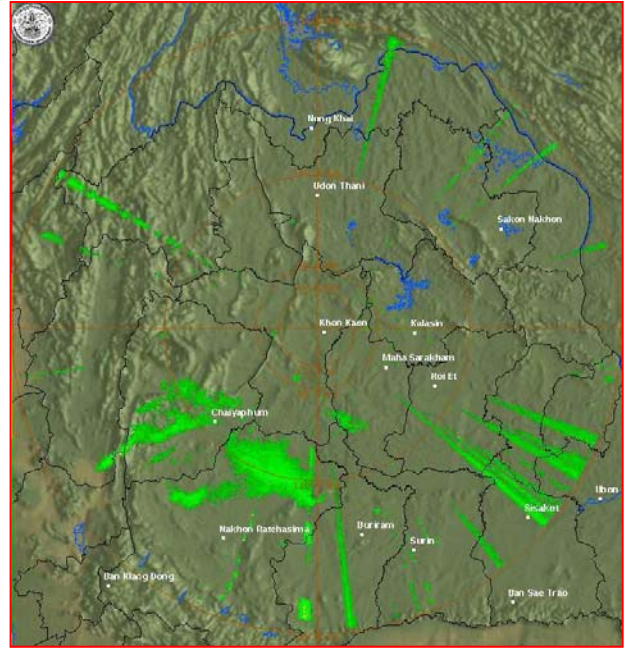 Nong Khai
Udon Thani
Sakon Nakhon
Khon Kaen
Kalasin
Maha Sarakham
Roi Et
Chaiyaphum
Ubon
Sisaket
Nakhon Ratchasima
Buriram
Surin
Ban Klang Dong
Ban Sae Trao